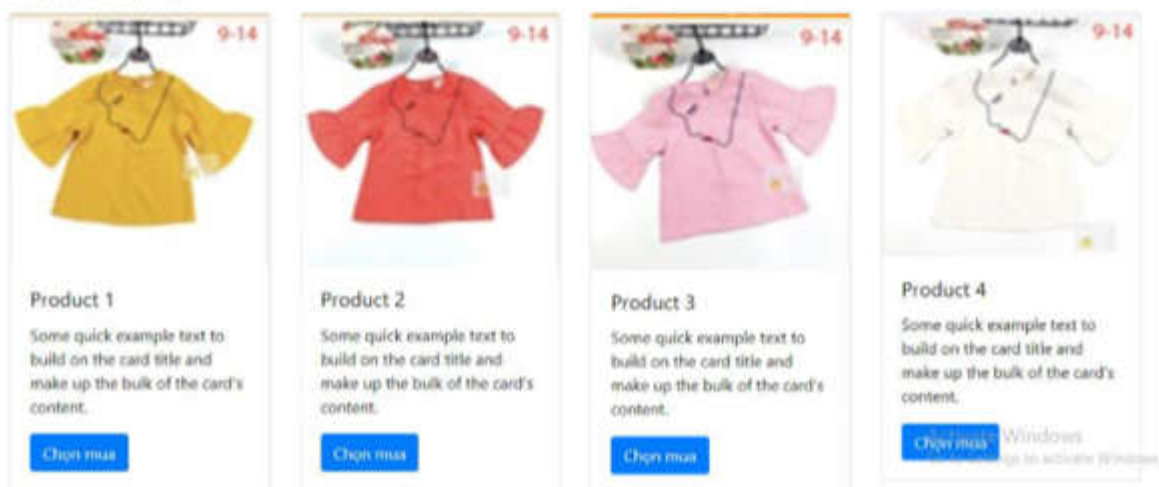 9-14
9-14
9-14
9-14
Product 1
Some quick example text to
build on the card title and
make up the bulk of the card's
content.
Chọn mua
Product 2
Some quick example text to
build on the card title and
make up the bulk of the card's
content.
Chọn mua
Product 3
Some quick example text to
build on the card title and
make up the bulk of the card's
content.
Chọn mua
Product 4
Some quick example text to
build on the card title and
make up the bulk of the card's
content.
Chọn mua
Activate Windows
to activate Windows